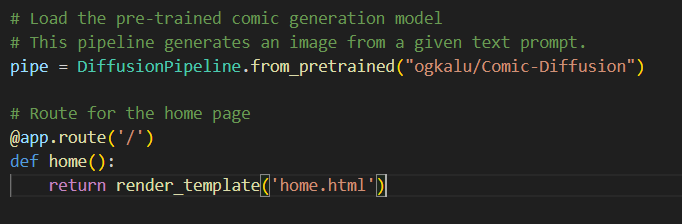 # Load the pre-trained comic generation model
# This pipeline generates an image from a given text prompt.
pipe = DiffusionPipeline.from_pretrained("ogkalu/Comic-Diffusion")
# Route for the home page
@app.route('/')
def home():
    return render_template('home.html')